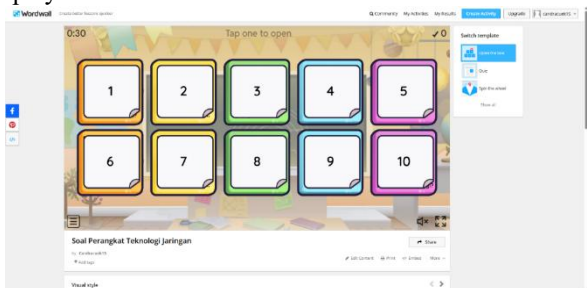 Wordwall
Community My Activities My Results Create Activity Upgrade
0:30 Tap one to open. ✓ 0
Switch template
Open the box
Quiz
Spin the wheel
Show all
1 2 3 4 5
6 7 8 9 10
Soal Perangkat Teknologi Jaringan
Share
by
Edit Content Print Embed More
Visual style